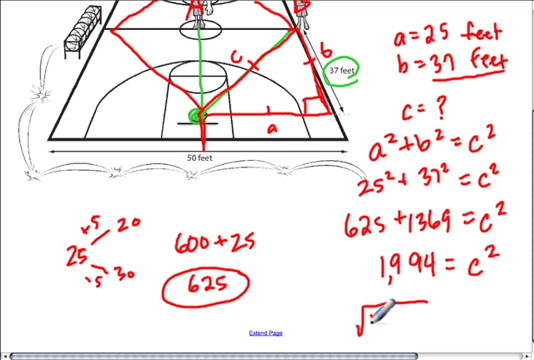 A
B
c
b
37 feet
a
50 feet
a = 25 feet
b = 37 feet
c = ?
a² + b² = c²
25² + 37² = c²
625 + 1369 = c²
1,994 = c²
√
+5 20
25
-5 30
600 + 25
625
Extend Page